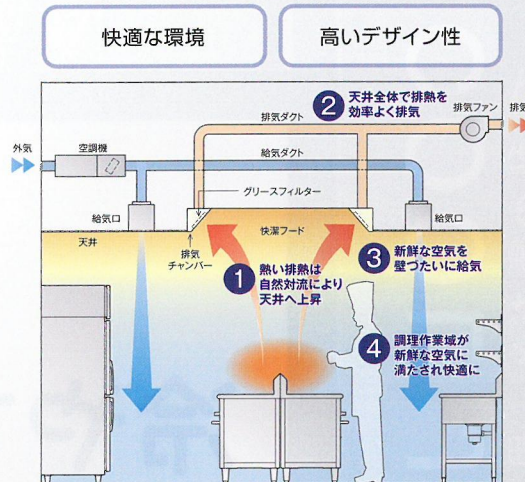 快適な環境
高いデザイン性
2 天井全体で排熱を
効率よく排気
排気ファン
排気
排気ダクト
外気
空調機
給気ダクト
グリースフィルター
給気口
給気口
天井
排気
チャンバー
快潔フード
1 熱い排熱は
自然対流により
天井へ上昇
3 新鮮な空気を
壁づたいに給気
4 調理作業域が
新鮮な空気に
満たされ快適に